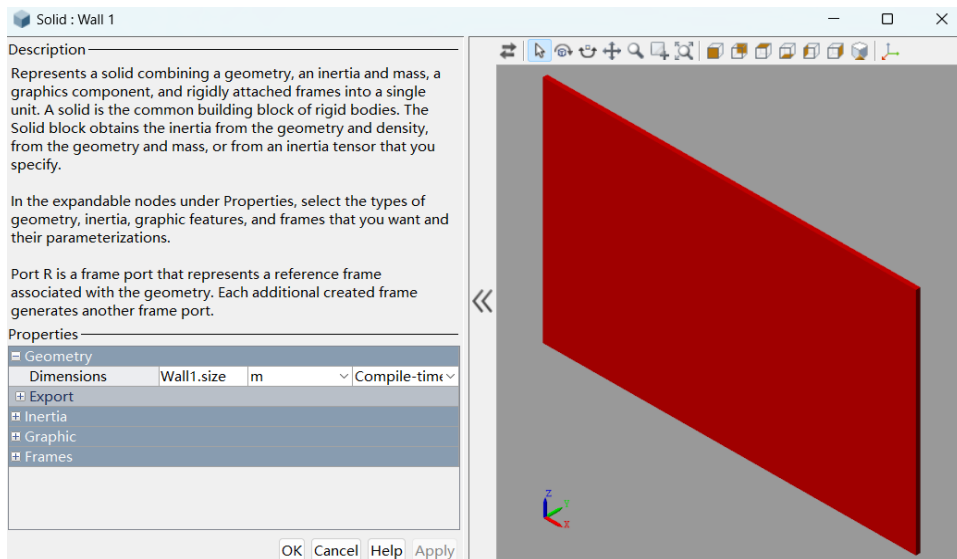 Solid : Wall 1
Description
Represents a solid combining a geometry, an inertia and mass, a
graphics component, and rigidly attached frames into a single
unit. A solid is the common building block of rigid bodies. The
Solid block obtains the inertia from the geometry and density,
from the geometry and mass, or from an inertia tensor that you
specify.
In the expandable nodes under Properties, select the types of
geometry, inertia, graphic features, and frames that you want and
their parameterizations.
Port R is a frame port that represents a reference frame
associated with the geometry. Each additional created frame
generates another frame port.
Properties
Geometry
Dimensions Wall1.size m Compile-time
Export
Inertia
Graphic
Frames
OK Cancel Help Apply
Z
Y
X